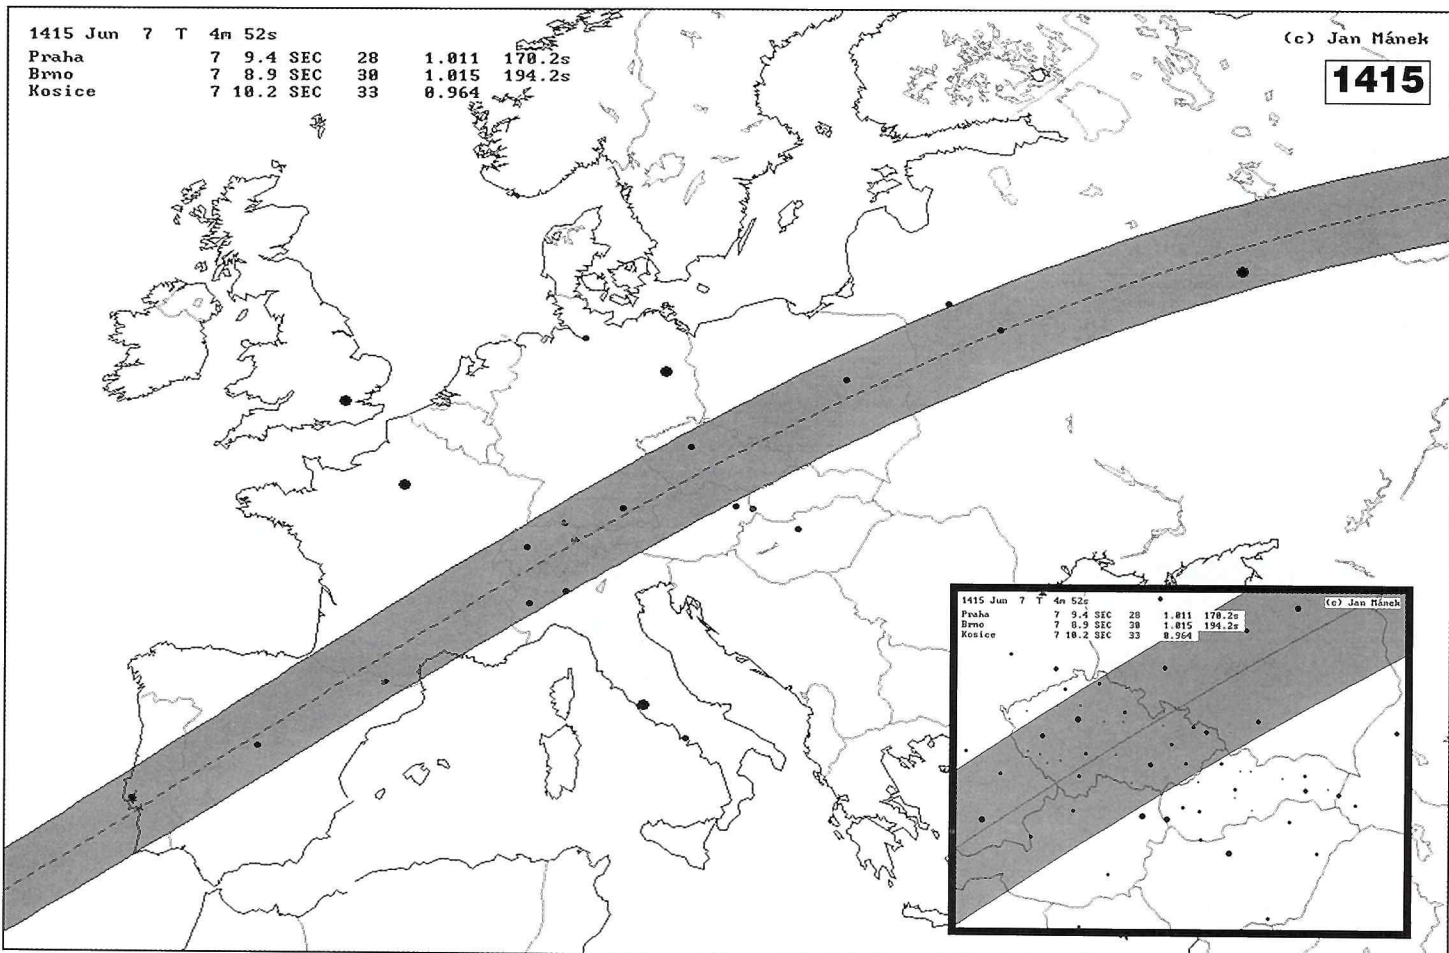 1415 Jun 7 T 4m 52s
Praha 7 9.4 SEC 28 1.011 170.2s
Brno 7 8.9 SEC 30 1.015 194.2s
Kosice 7 10.2 SEC 33 0.964
(c) Jan Mánek
1415
1415 Jun 7 T 4m 52s
(c) Jan Mánek
Praha 7 9.4 SEC 28 1.011 170.2s
Brno 7 8.9 SEC 30 1.015 194.2s
Kosice 7 10.2 SEC 33 0.964